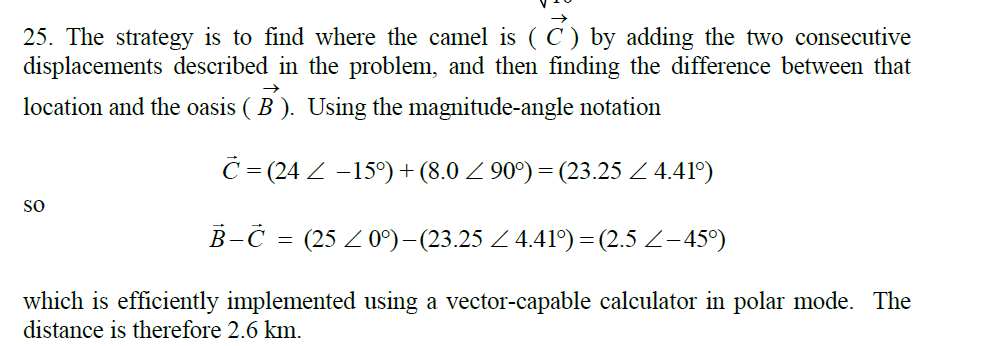 25. The strategy is to find where the camel is ( C⃗ ) by adding the two consecutive
displacements described in the problem, and then finding the difference between that
location and the oasis ( B⃗ ). Using the magnitude-angle notation
C⃗ = (24 ∠ −15°) + (8.0 ∠ 90°) = (23.25 ∠ 4.41°)
so
B⃗ − C⃗ = (25 ∠ 0°) − (23.25 ∠ 4.41°) = (2.5 ∠ −45°)
which is efficiently implemented using a vector-capable calculator in polar mode. The
distance is therefore 2.6 km.